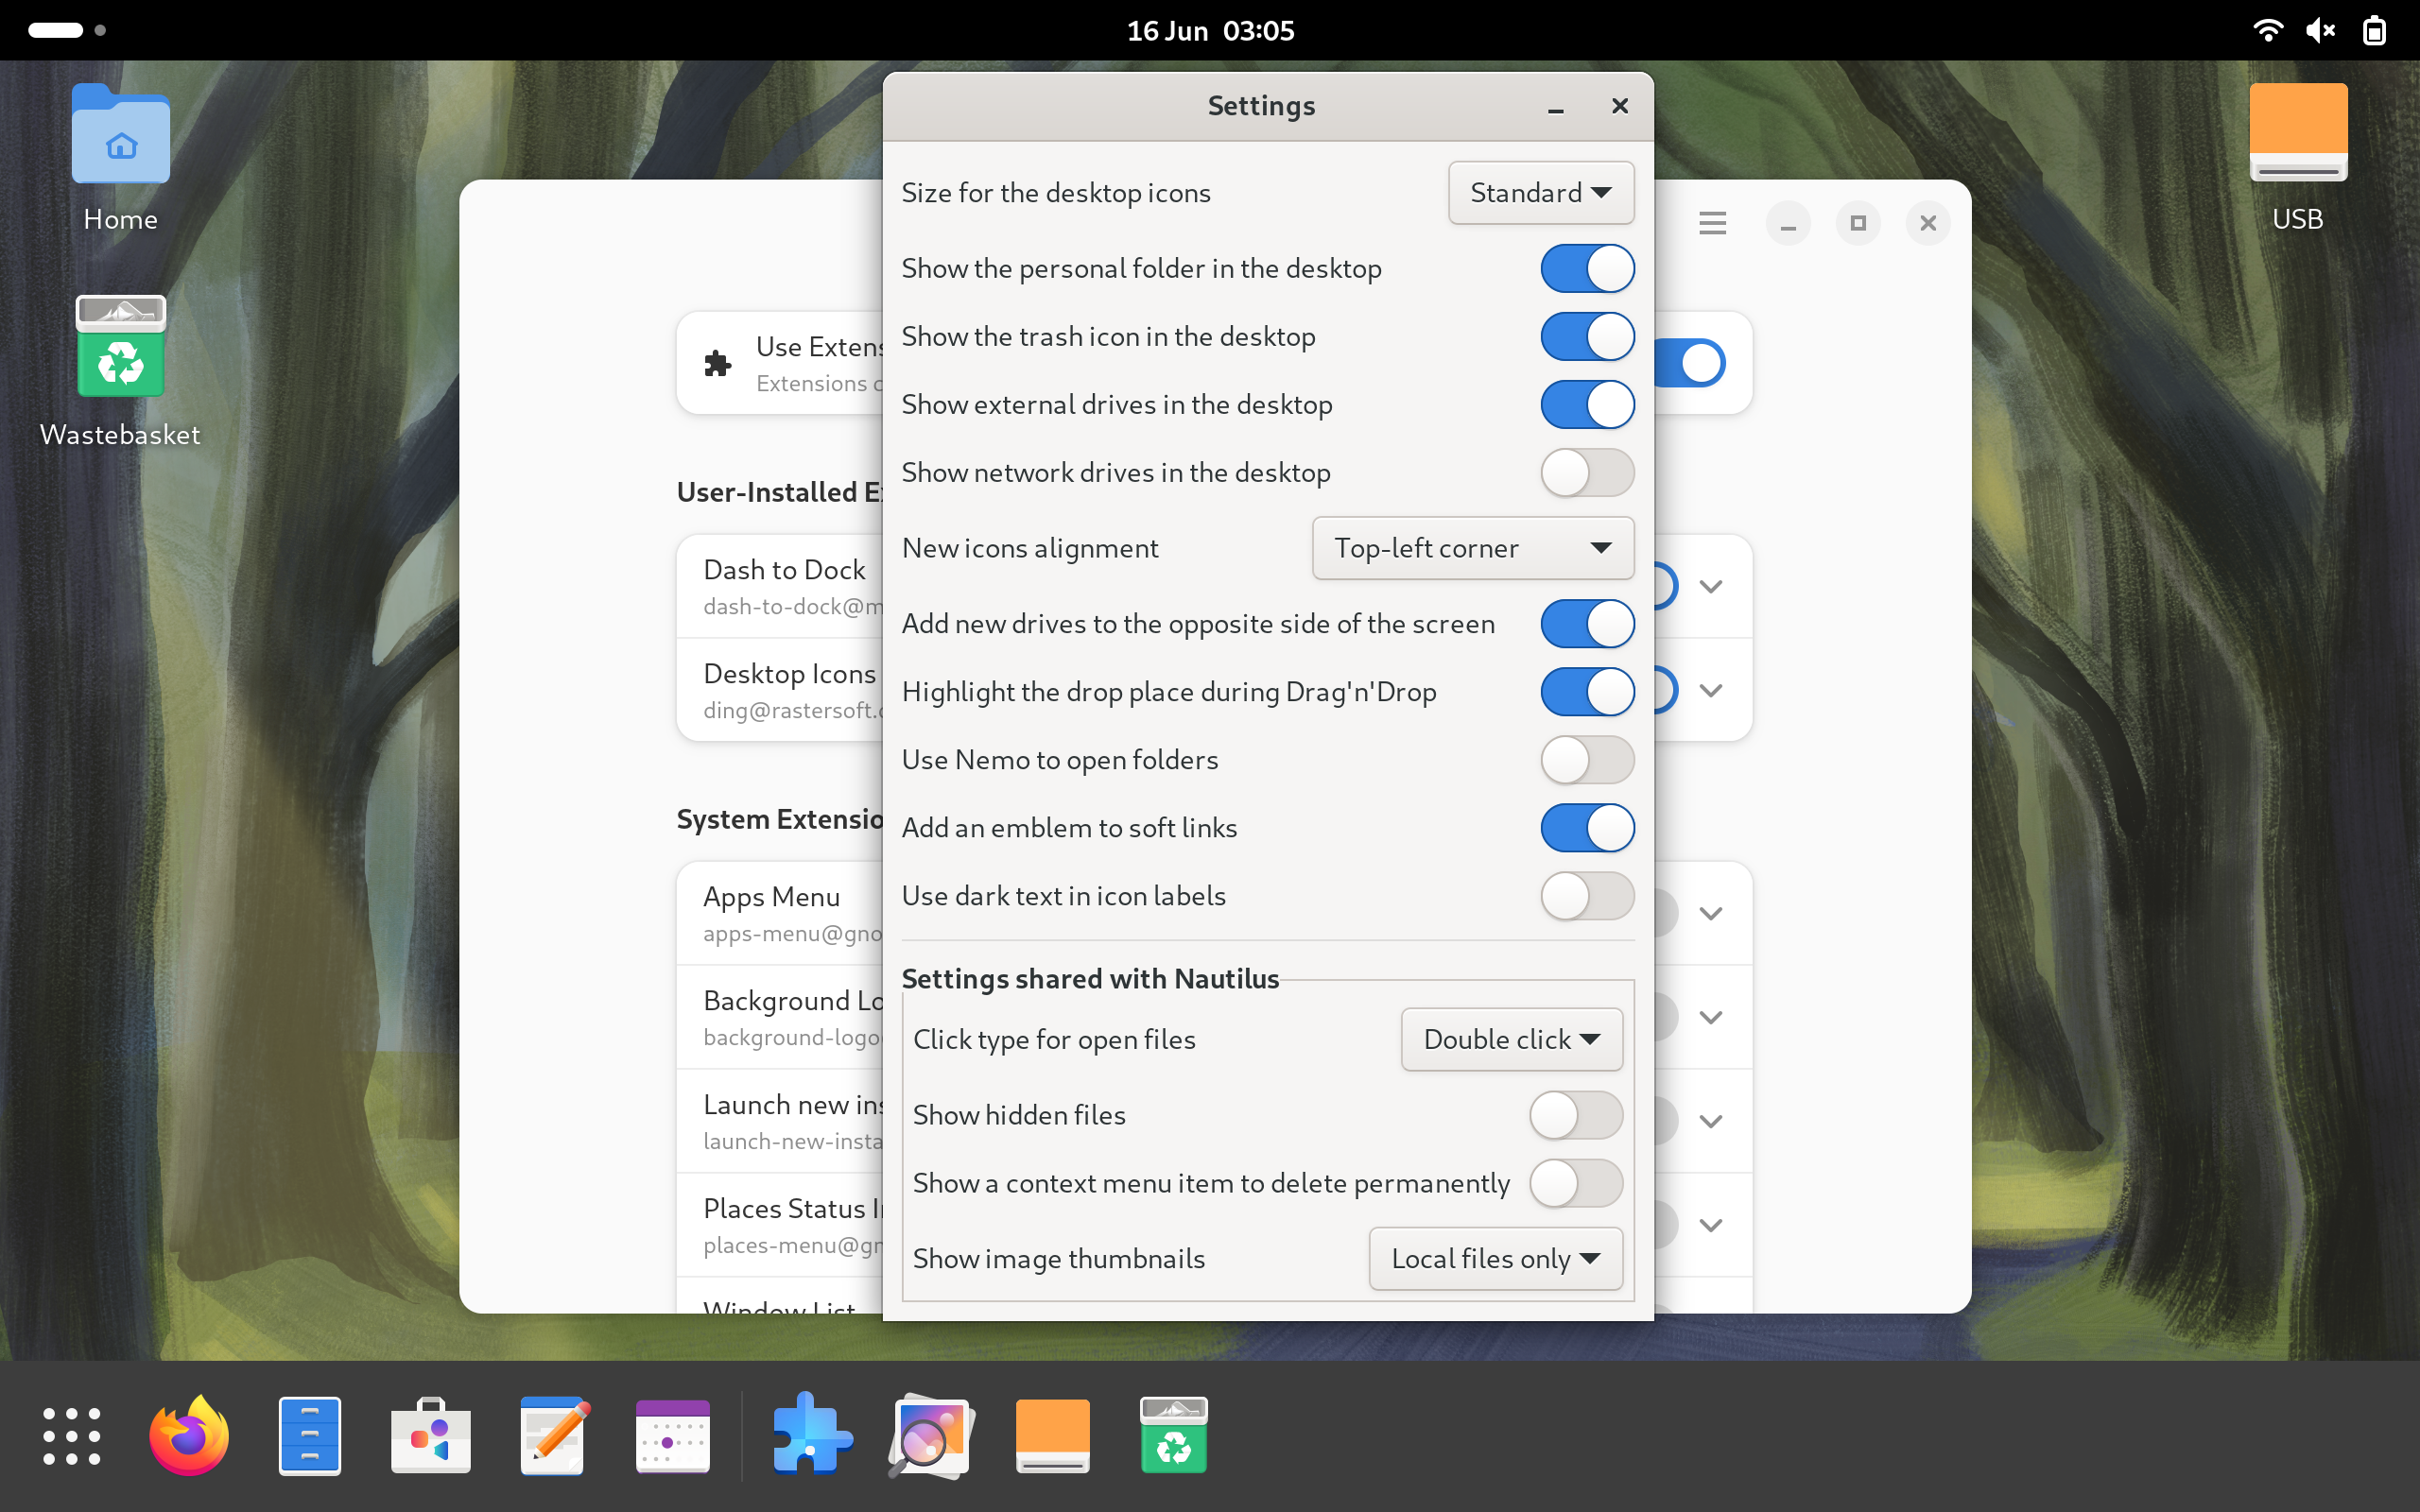 16 Jun 03:05
Home
Wastebasket
USB
Settings
Size for the desktop icons Standard
Show the personal folder in the desktop
Show the trash icon in the desktop
Show external drives in the desktop
Show network drives in the desktop
New icons alignment Top-left corner
Add new drives to the opposite side of the screen
Highlight the drop place during Drag'n'Drop
Use Nemo to open folders
Add an emblem to soft links
Use dark text in icon labels
Settings shared with Nautilus
Click type for open files Double click
Show hidden files
Show a context menu item to delete permanently
Show image thumbnails Local files only
Use Extens
Extensions c
User-Installed E
Dash to Dock
dash-to-dock@m
Desktop Icons
ding@rastersoft.c
System Extensio
Apps Menu
apps-menu@gno
Background Lo
background-logo
Launch new ins
launch-new-insta
Places Status I
places-menu@gn
Window List